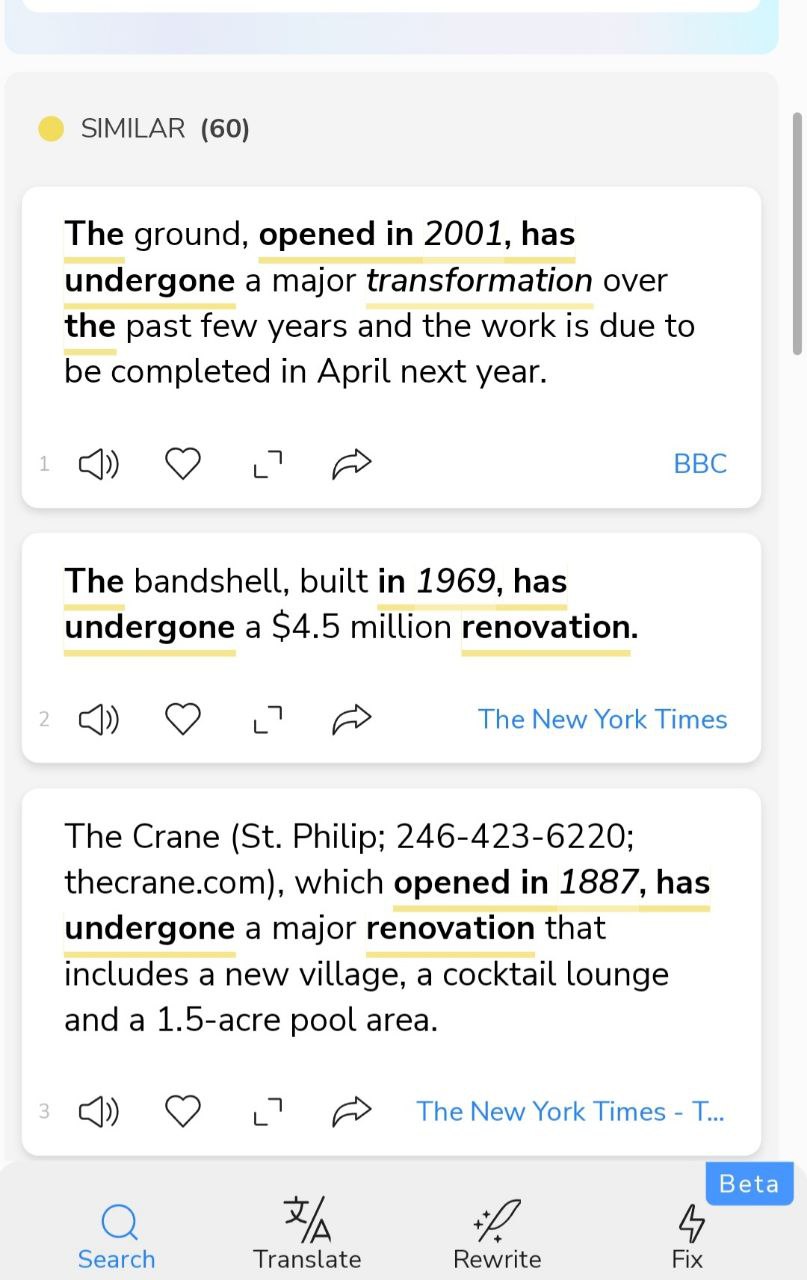 SIMILAR (60)
The ground, opened in 2001, has
undergone a major transformation over
the past few years and the work is due to
be completed in April next year.
1 BBC
The bandshell, built in 1969, has
undergone a $4.5 million renovation.
2 The New York Times
The Crane (St. Philip; 246-423-6220;
thecrane.com), which opened in 1887, has
undergone a major renovation that
includes a new village, a cocktail lounge
and a 1.5-acre pool area.
3 The New York Times - T...
Beta
Search Translate Rewrite Fix